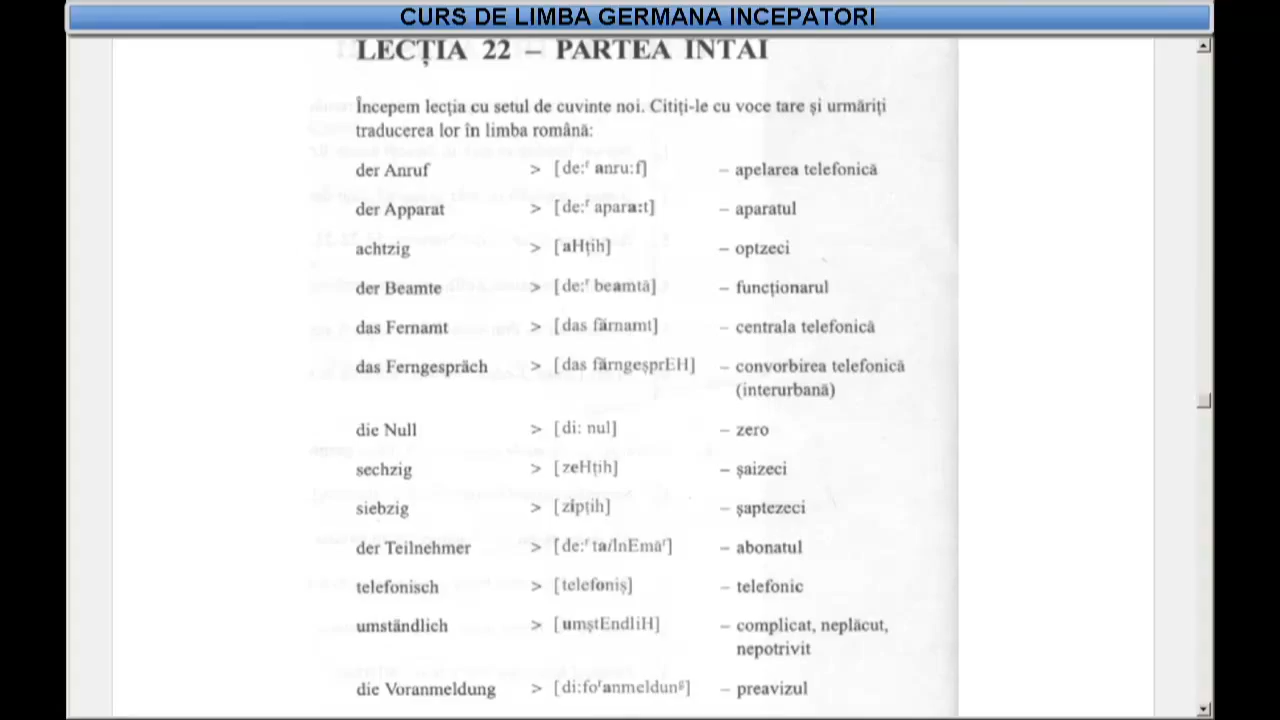 CURS DE LIMBA GERMANA INCEPATORI
LECȚIA 22 – PARTEA ÎNTÂI
Începem lecția cu setul de cuvinte noi. Citiți-le cu voce tare și urmăriți
traducerea lor în limba română:
der Anruf > [de:ʳ anru:f] – apelarea telefonică
der Apparat > [de:ʳ apara:t] – aparatul
achtzig > [aHțih] – optzeci
der Beamte > [de:ʳ beamtă] – funcționarul
das Fernamt > [das fărnamt] – centrala telefonică
das Ferngespräch > [das fărngeșprEH] – convorbirea telefonică
(interurbană)
die Null > [di: nul] – zero
sechzig > [zeHțih] – șaizeci
siebzig > [zipțih] – șaptezeci
der Teilnehmer > [de:ʳ ta/lnEmăʳ] – abonatul
telefonisch > [telefoniș] – telefonic
umständlich > [umștEndliH] – complicat, neplăcut,
nepotrivit
die Voranmeldung > [di:foʳanmeldunᵍ] – preavizul